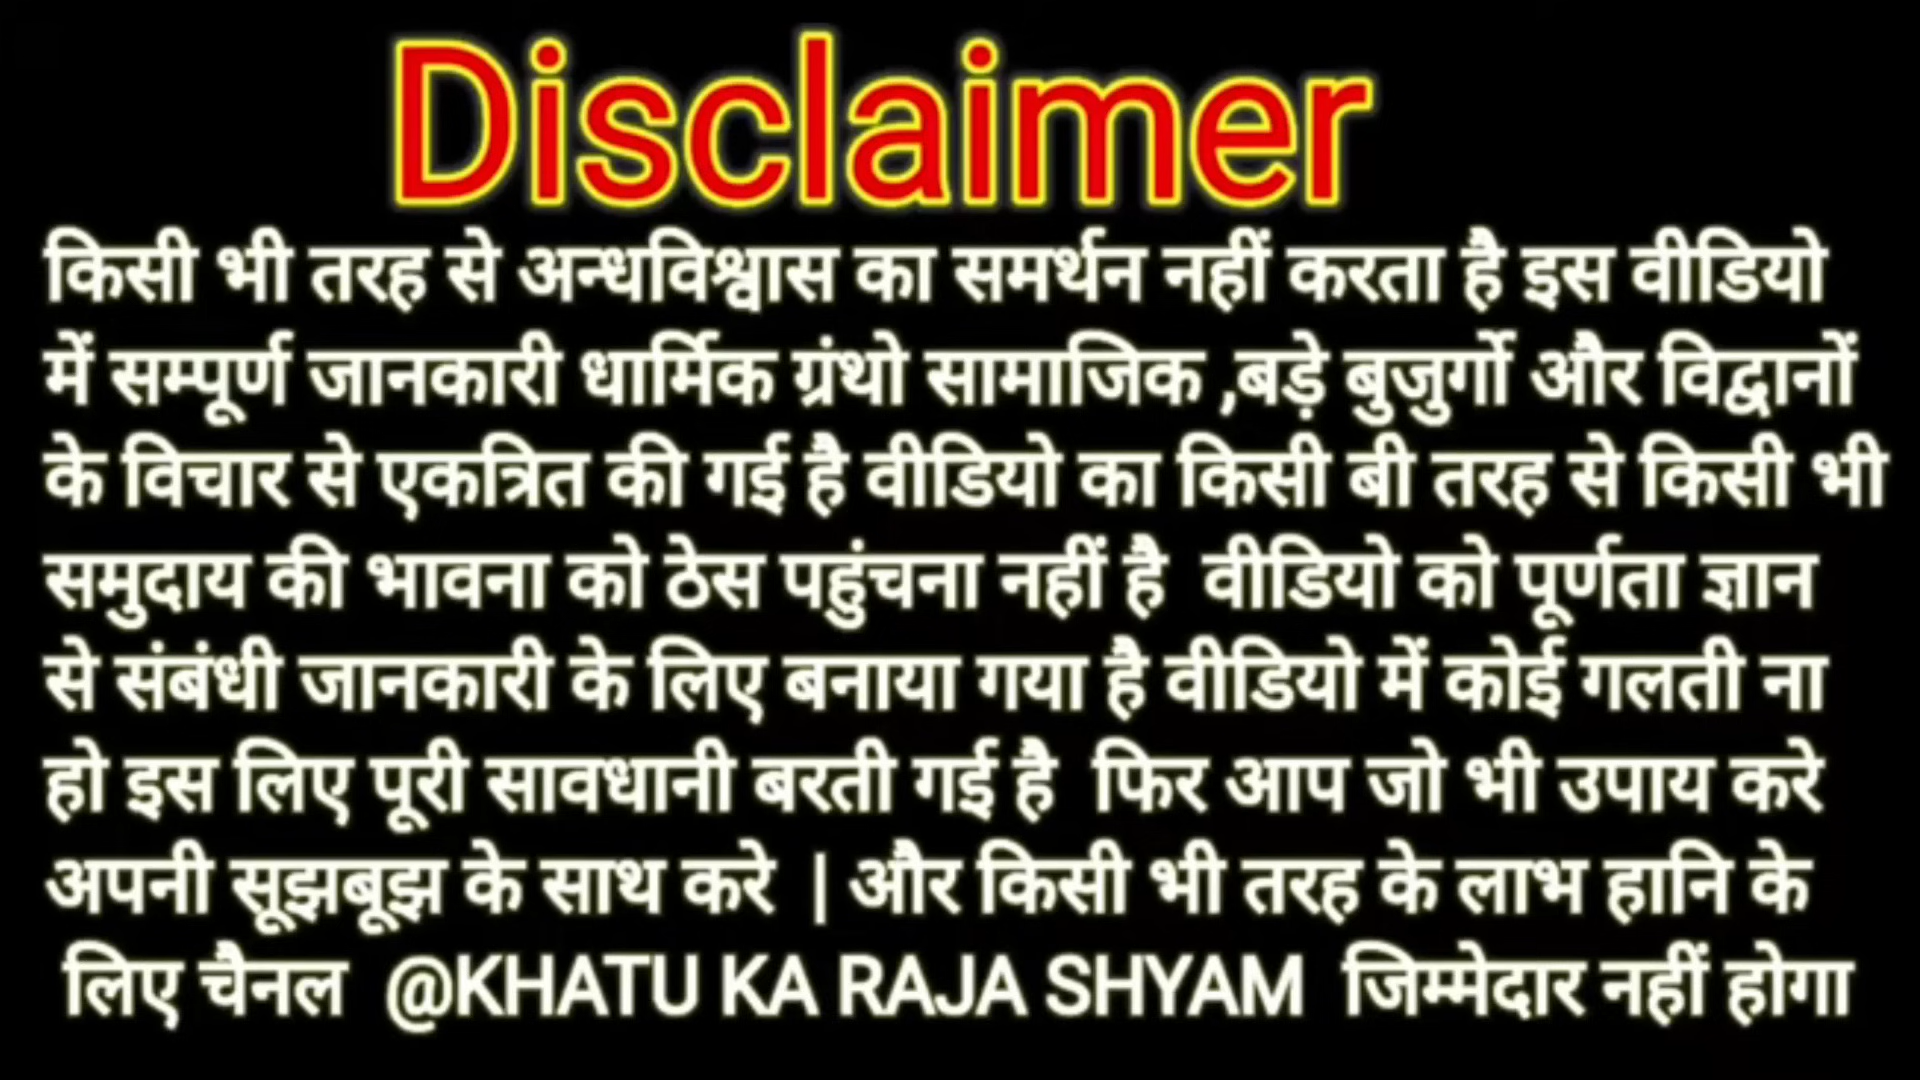 Disclaimer
किसी भी तरह से अन्धविश्वास का समर्थन नहीं करता है इस वीडियो
में सम्पूर्ण जानकारी धार्मिक ग्रंथो सामाजिक ,बड़े बुजुर्गो और विद्वानों
के विचार से एकत्रित की गई है वीडियो का किसी बी तरह से किसी भी
समुदाय की भावना को ठेस पहुंचना नहीं है वीडियो को पूर्णता ज्ञान
से संबंधी जानकारी के लिए बनाया गया है वीडियो में कोई गलती ना
हो इस लिए पूरी सावधानी बरती गई है फिर आप जो भी उपाय करे
अपनी सूझबूझ के साथ करे | और किसी भी तरह के लाभ हानि के
लिए चैनल @KHATU KA RAJA SHYAM जिम्मेदार नहीं होगा